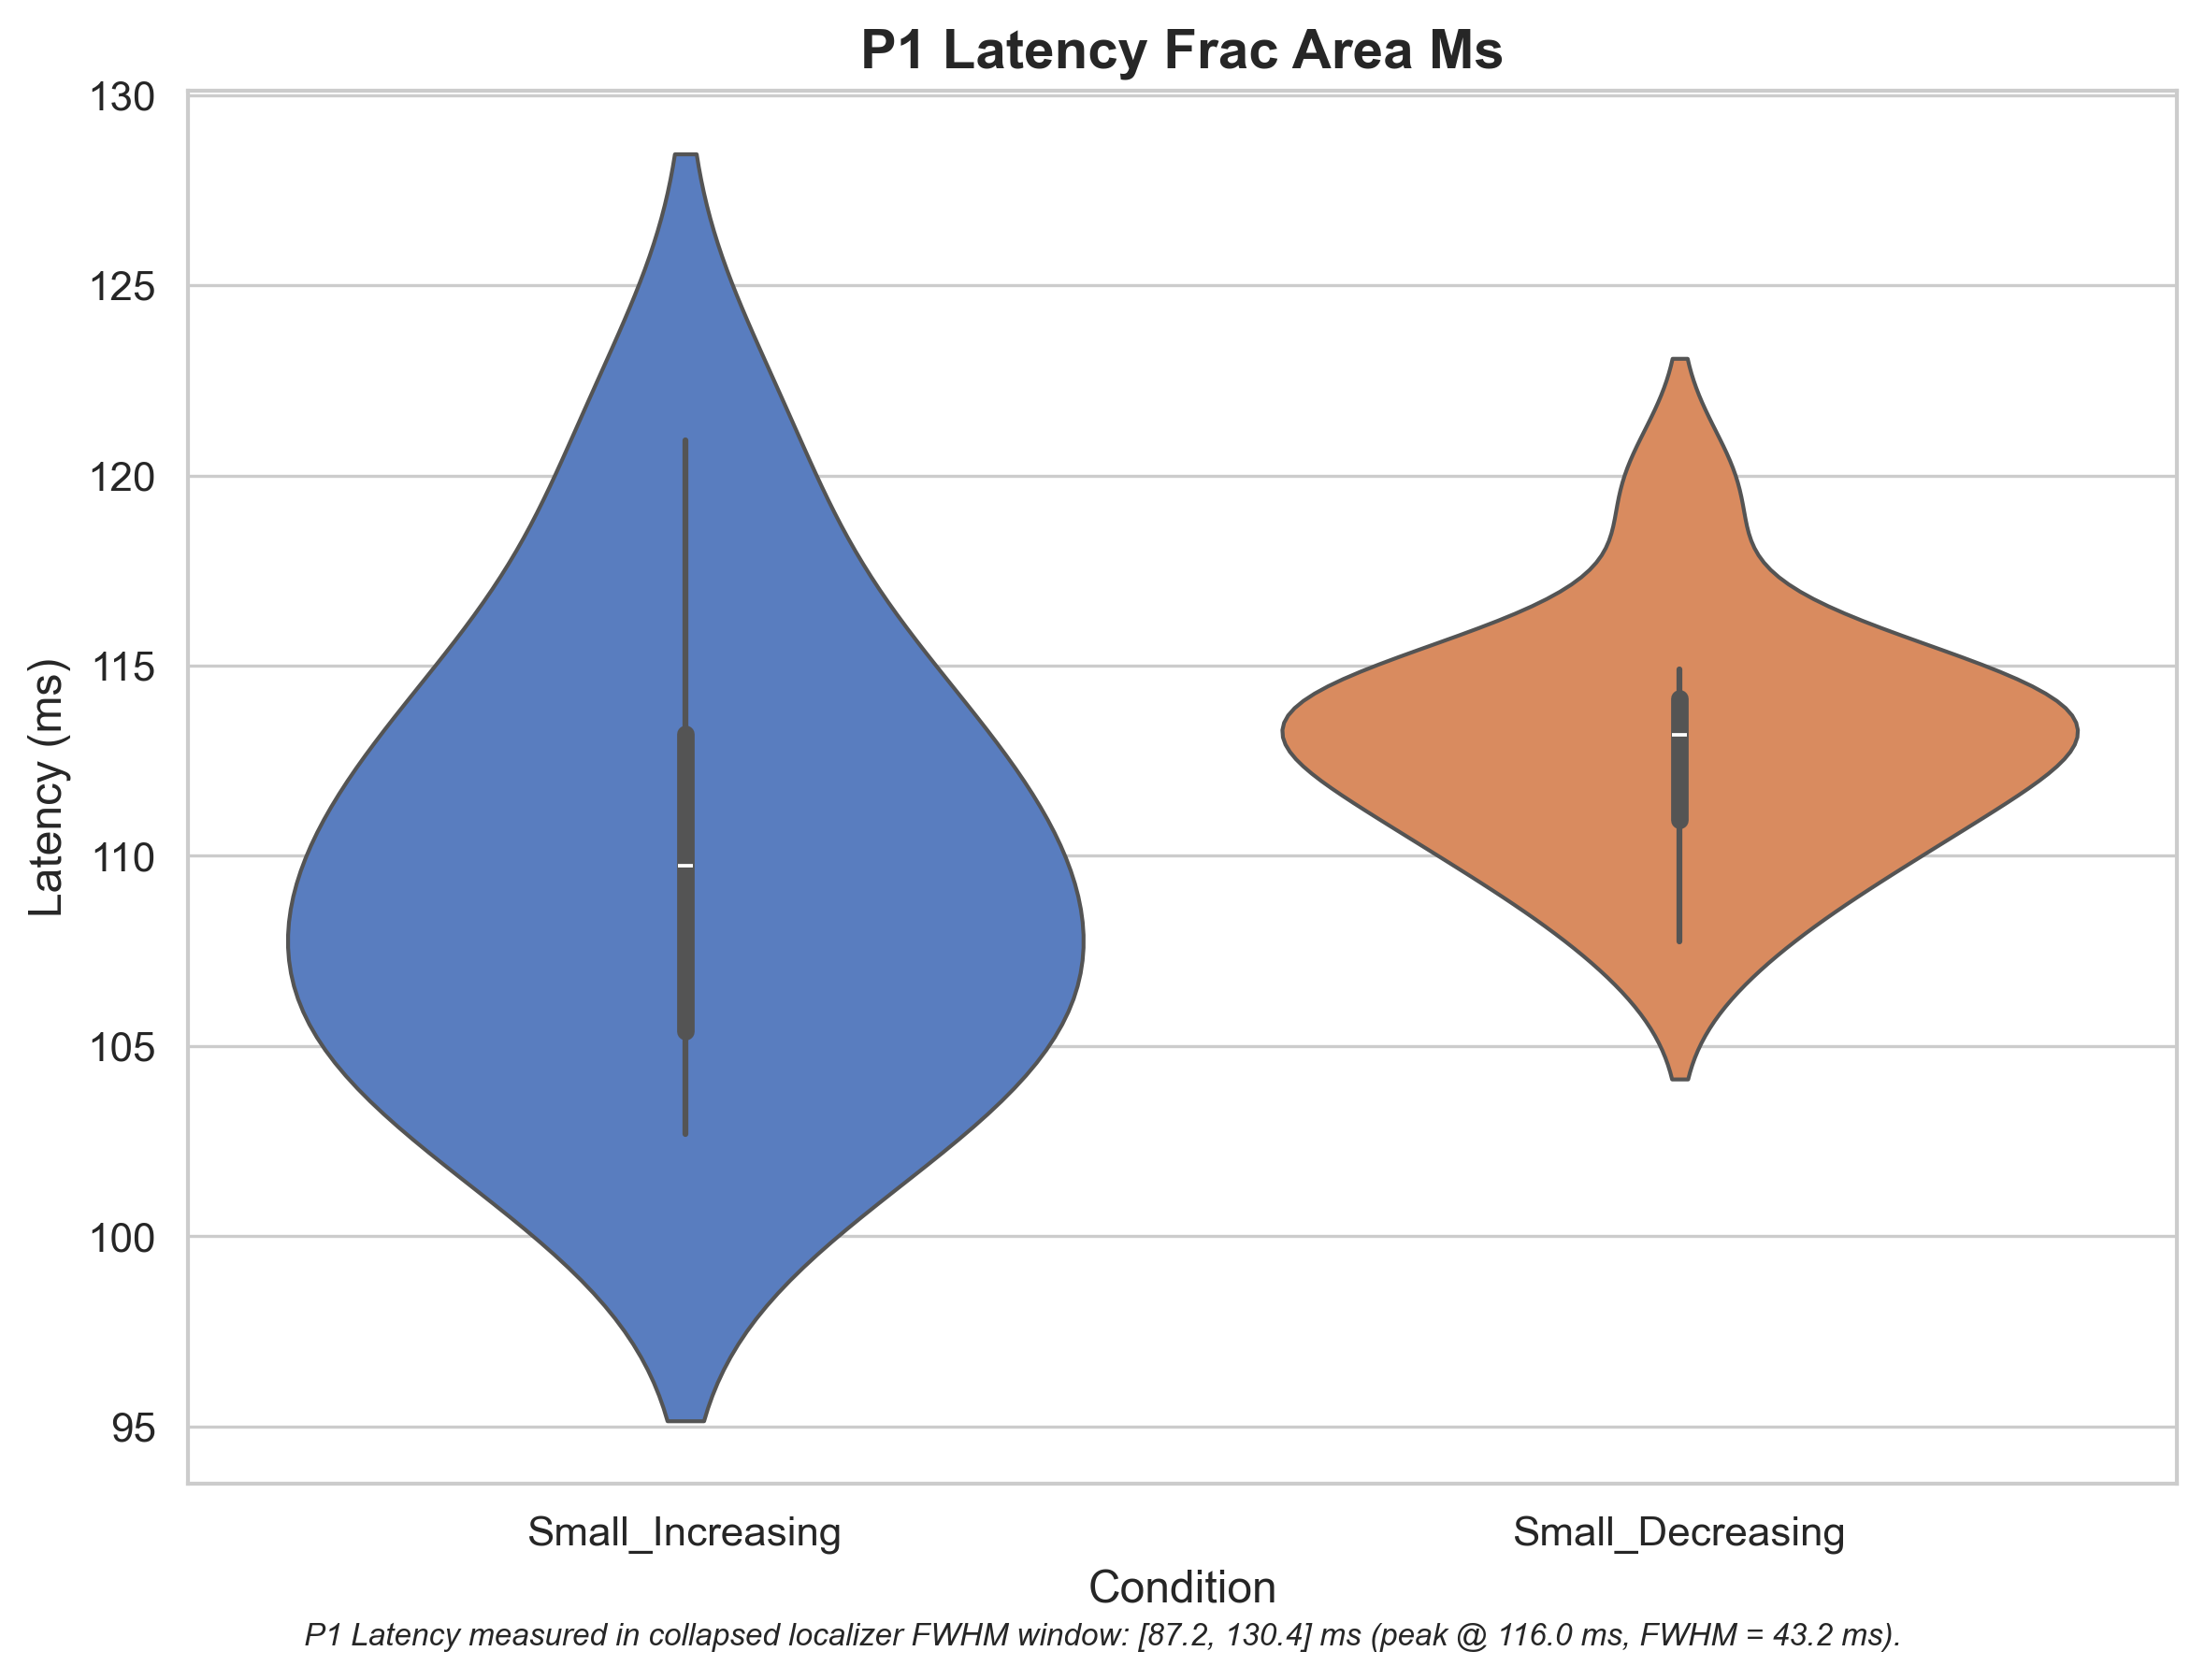 P1 Latency Frac Area Ms
130
125
120
115
110
105
100
95
Latency (ms)
Small_Increasing
Small_Decreasing
Condition
P1 Latency measured in collapsed localizer FWHM window: [87.2, 130.4] ms (peak @ 116.0 ms, FWHM = 43.2 ms).